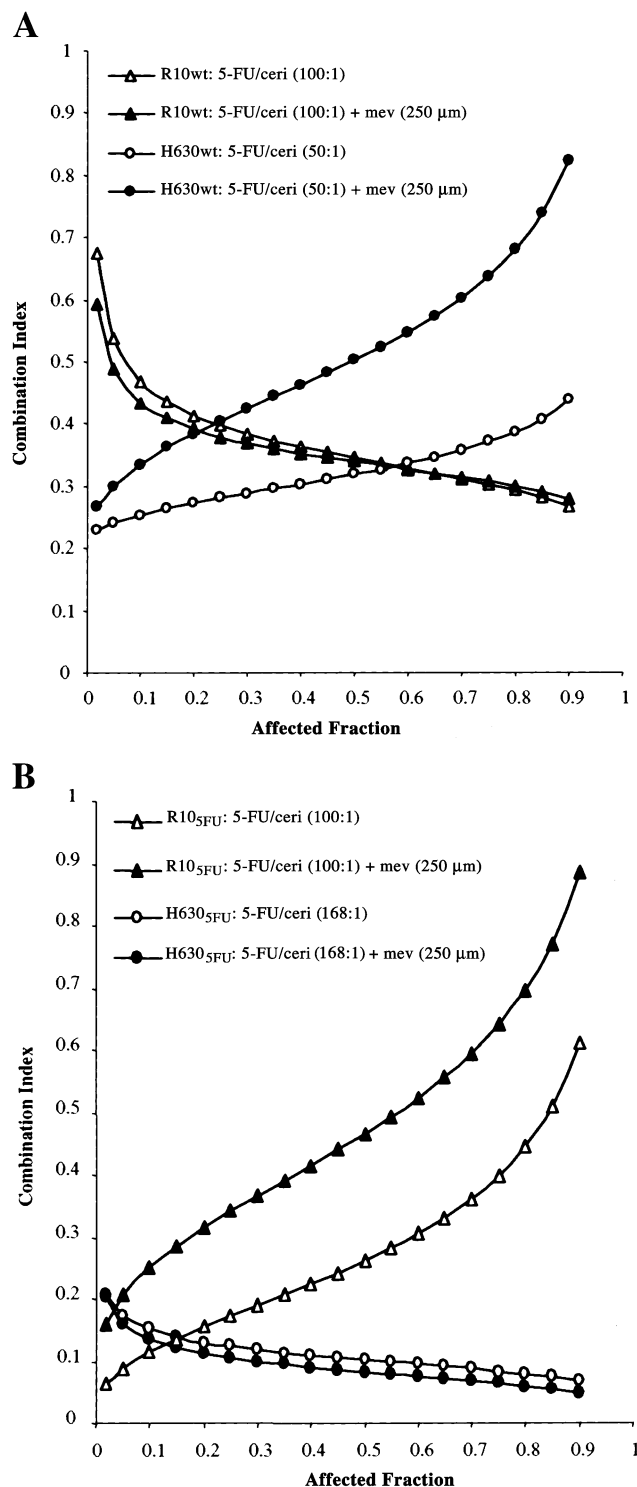 A
1
R10wt: 5-FU/ceri (100:1)
0.9
R10wt: 5-FU/ceri (100:1) + mev (250 μm)
H630wt: 5-FU/ceri (50:1)
0.8
H630wt: 5-FU/ceri (50:1) + mev (250 μm)
0.7
0.6
0.5
0.4
0.3
0.2
0.1
0
Combination Index
0 0.1 0.2 0.3 0.4 0.5 0.6 0.7 0.8 0.9 1
Affected Fraction
B
1
R105FU: 5-FU/ceri (100:1)
0.9
R105FU: 5-FU/ceri (100:1) + mev (250 μm)
H6305FU: 5-FU/ceri (168:1)
0.8
H6305FU: 5-FU/ceri (168:1) + mev (250 μm)
0.7
0.6
0.5
0.4
0.3
0.2
0.1
0
Combination Index
0 0.1 0.2 0.3 0.4 0.5 0.6 0.7 0.8 0.9 1
Affected Fraction